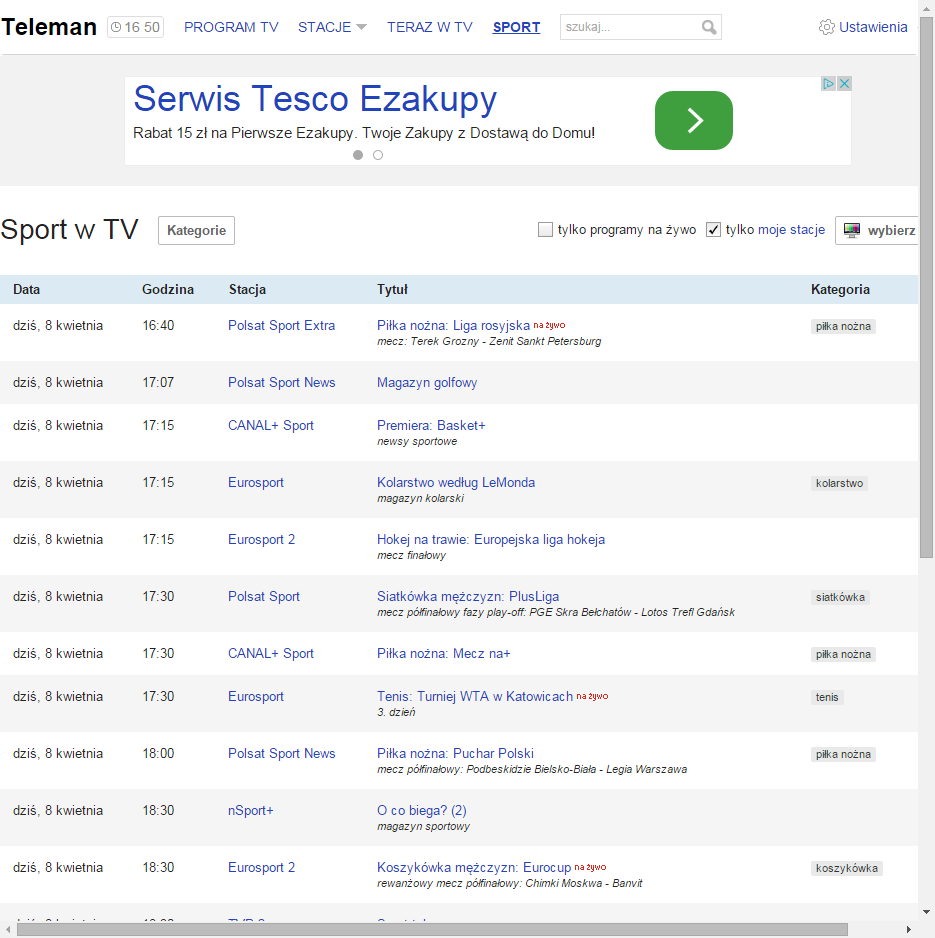 Teleman 16 50 PROGRAM TV STACJE TERAZ W TV SPORT szukaj... Ustawienia
Serwis Tesco Ezakupy
Rabat 15 zł na Pierwsze Ezakupy. Twoje Zakupy z Dostawą do Domu!
Sport w TV Kategorie tylko programy na żywo tylko moje stacje wybierz
Data Godzina Stacja Tytuł Kategoria
dziś, 8 kwietnia 16:40 Polsat Sport Extra Piłka nożna: Liga rosyjska na żywo piłka nożna
mecz: Terek Grozny - Zenit Sankt Petersburg
dziś, 8 kwietnia 17:07 Polsat Sport News Magazyn golfowy
dziś, 8 kwietnia 17:15 CANAL+ Sport Premiera: Basket+
newsy sportowe
dziś, 8 kwietnia 17:15 Eurosport Kolarstwo według LeMonda kolarstwo
magazyn kolarski
dziś, 8 kwietnia 17:15 Eurosport 2 Hokej na trawie: Europejska liga hokeja
mecz finałowy
dziś, 8 kwietnia 17:30 Polsat Sport Siatkówka mężczyzn: PlusLiga siatkówka
mecz półfinałowy fazy play-off: PGE Skra Bełchatów - Lotos Trefl Gdańsk
dziś, 8 kwietnia 17:30 CANAL+ Sport Piłka nożna: Mecz na+ piłka nożna
dziś, 8 kwietnia 17:30 Eurosport Tenis: Turniej WTA w Katowicach na żywo tenis
3. dzień
dziś, 8 kwietnia 18:00 Polsat Sport News Piłka nożna: Puchar Polski piłka nożna
mecz półfinałowy: Podbeskidzie Bielsko-Biała - Legia Warszawa
dziś, 8 kwietnia 18:30 nSport+ O co biega? (2)
magazyn sportowy
dziś, 8 kwietnia 18:30 Eurosport 2 Koszykówka mężczyzn: Eurocup na żywo koszykówka
rewanżowy mecz półfinałowy: Chimki Moskwa - Banvit